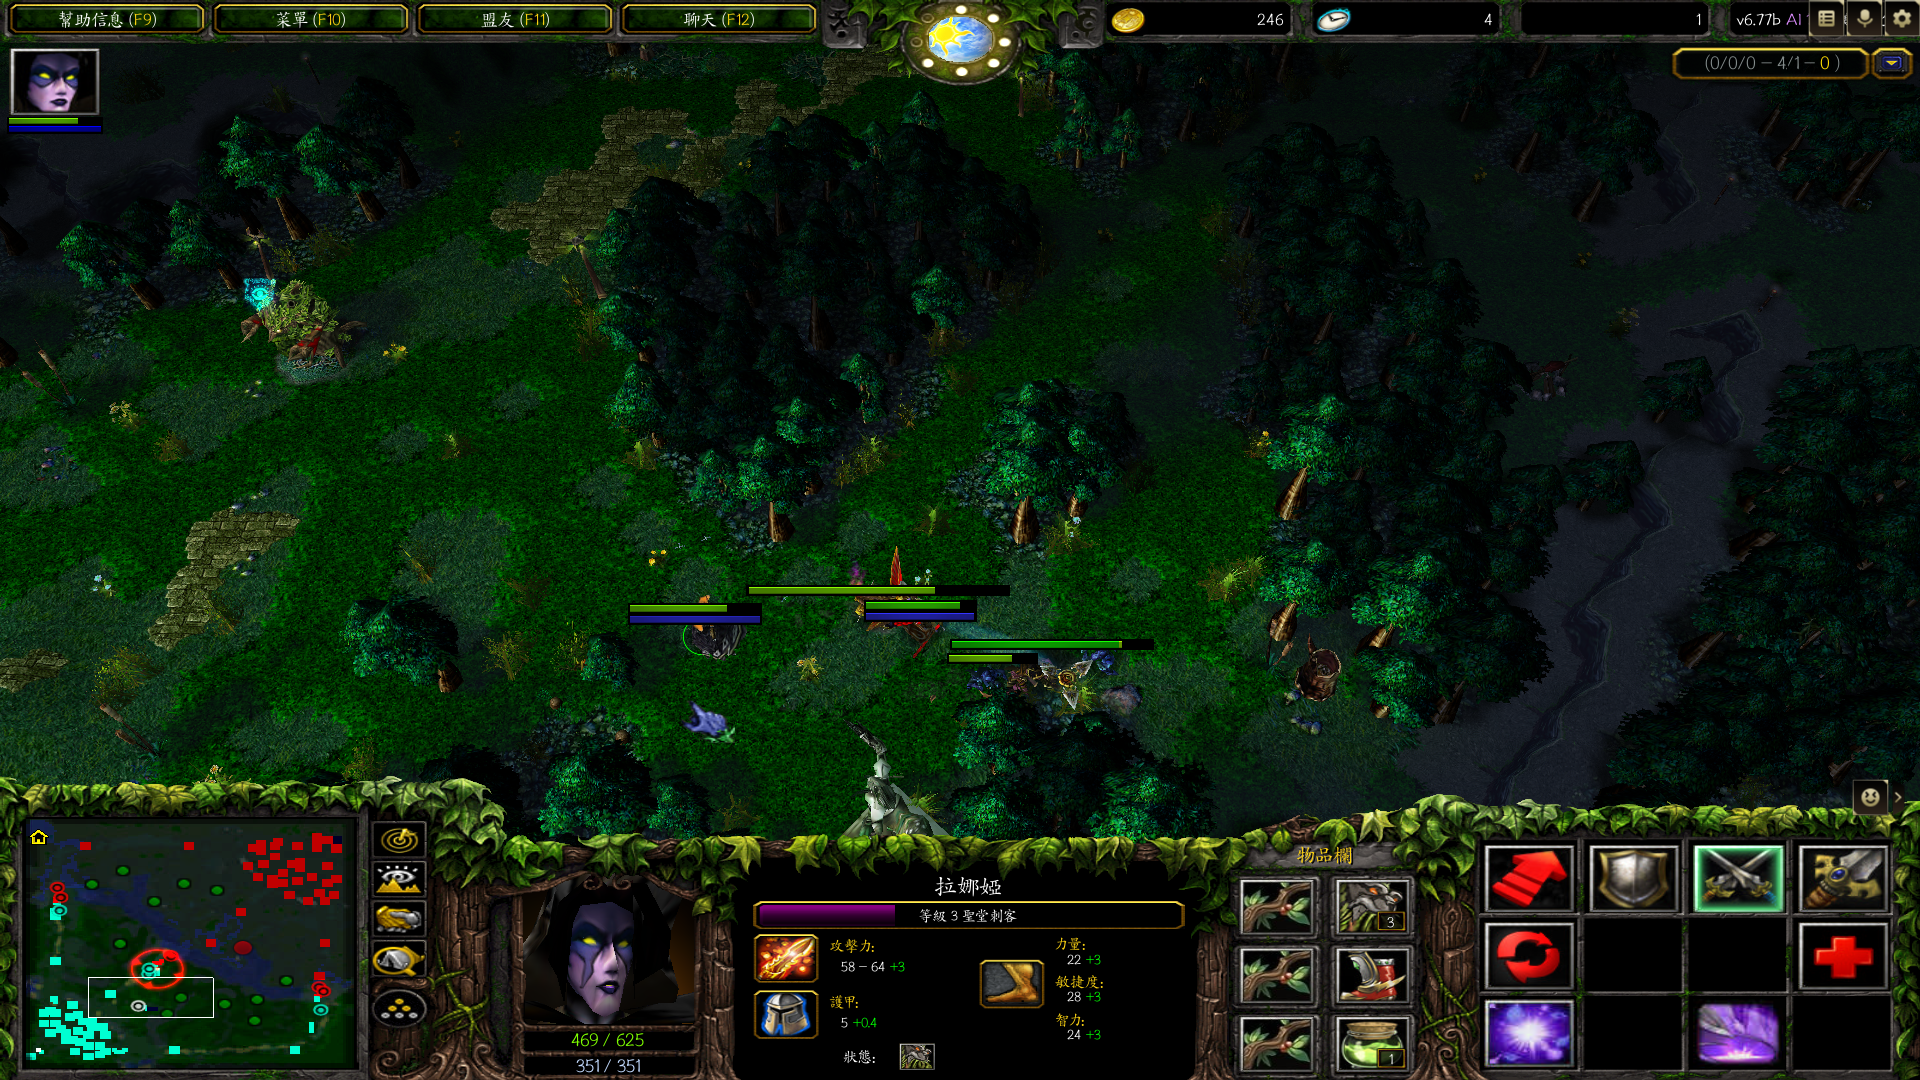 幫助信息 (F9)
菜單 (F10)
盟友 (F11)
聊天 (F12)
246
4
1
v6.77b AI
(0/0/0 - 4/1 - 0 )
拉娜婭
等級 3 聖堂刺客
攻擊力:
58 - 64 +3
護甲:
5 +0.4
狀態:
力量:
22 +3
敏捷度:
28 +3
智力:
24 +3
469 / 625
351 / 351
物品欄
3
1